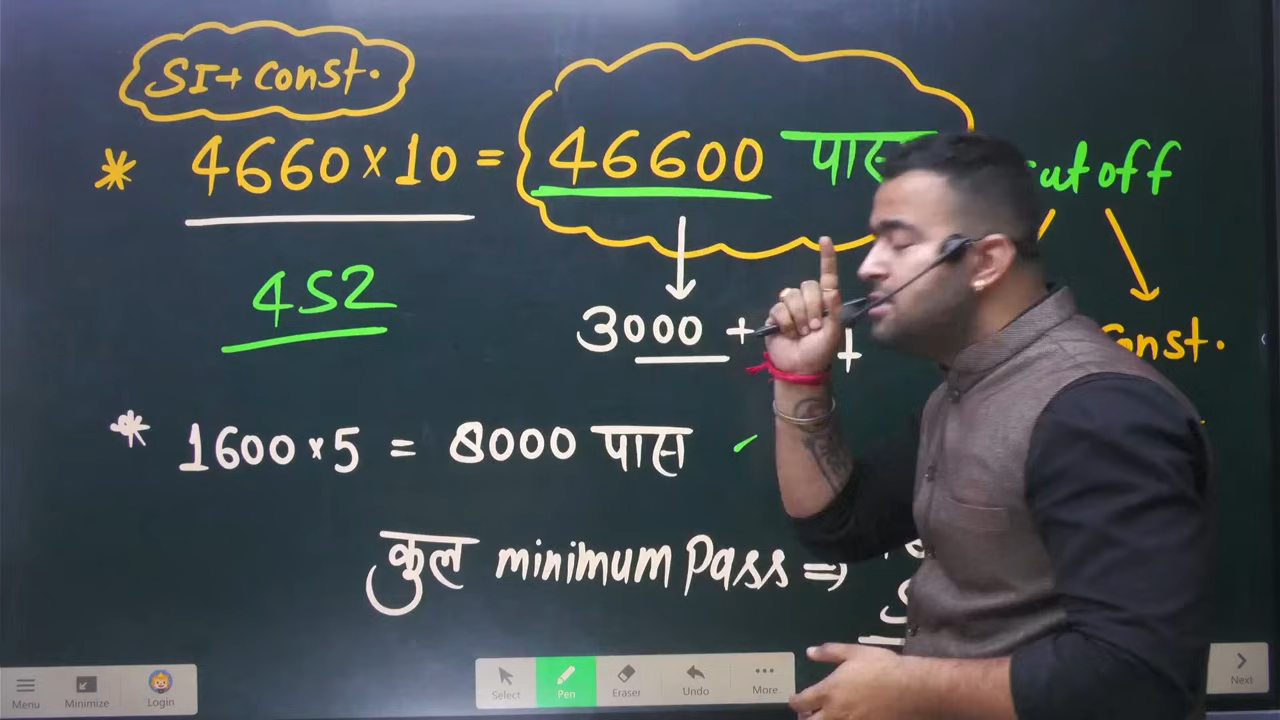 SI+ const.
* 4660×10 = 46600 पास
cut off
452
3000 +
+
const.
* 1600×5 = 8000 पास ✓
कुल minimum Pass ⇒
Menu Minimize Login Select Pen Eraser Undo More Next